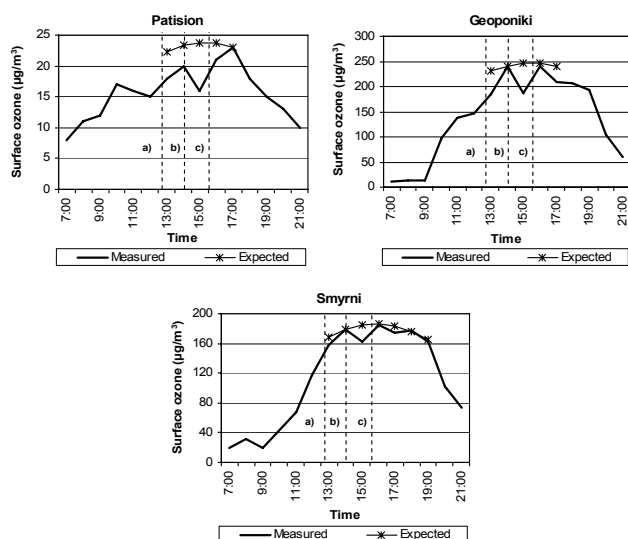 Patision
Surface ozone (µg/m³)
25
20
15
10
5
0
a)
b)
c)
7:00
9:00
11:00
13:00
15:00
17:00
19:00
21:00
Time
Measured
Expected
Geoponiki
Surface ozone (µg/m³)
300
250
200
150
100
50
0
a)
b)
c)
7:00
9:00
11:00
13:00
15:00
17:00
19:00
21:00
Time
Measured
Expected
Smyrni
Surface ozone (µg/m³)
200
160
120
80
40
0
a)
b)
c)
7:00
9:00
11:00
13:00
15:00
17:00
19:00
21:00
Time
Measured
Expected